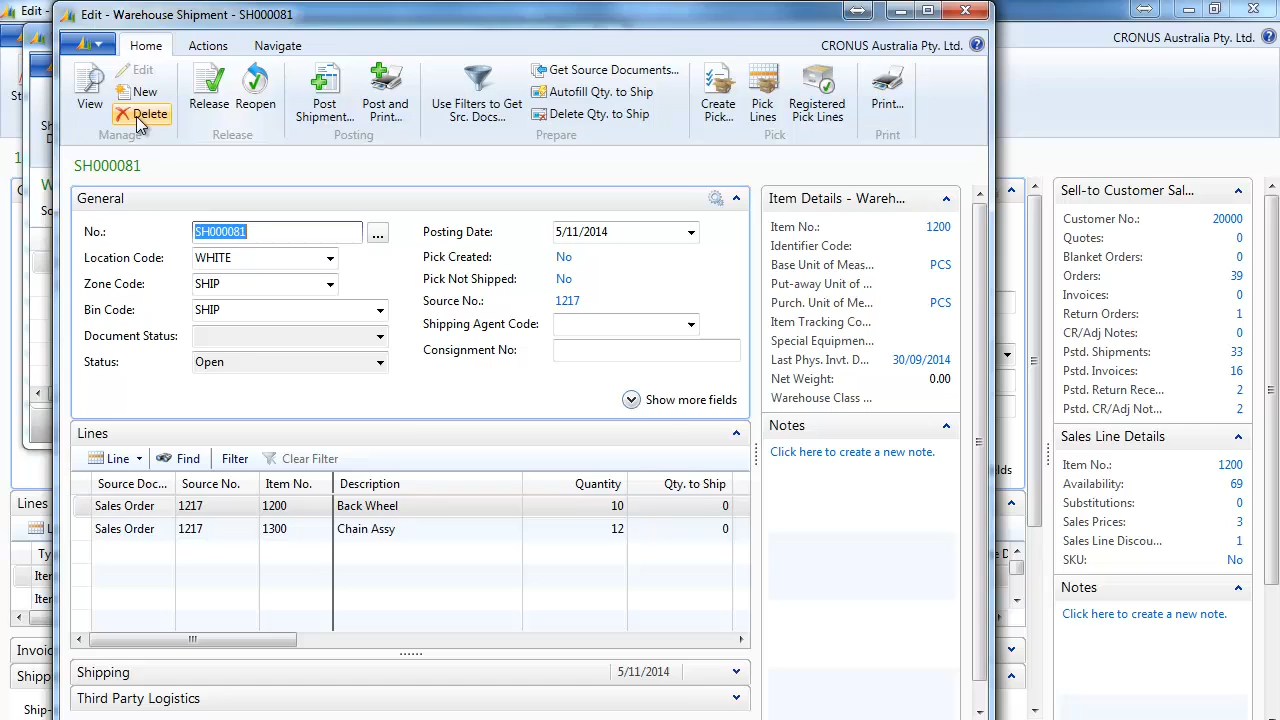 Edit -
Edit - Warehouse Shipment - SH000081
Home
Actions
Navigate
CRONUS Australia Pty. Ltd.
CRONUS Australia Pty. Ltd.
View
Edit
New
Delete
Manage
Release
Reopen
Release
Post
Shipment...
Post and
Print...
Posting
Use Filters to Get
Src. Docs...
Get Source Documents...
Autofill Qty. to Ship
Delete Qty. to Ship
Prepare
Create
Pick...
Pick
Lines
Registered
Pick Lines
Pick
Print...
Print
SH000081
General
No.:
SH000081
Location Code:
WHITE
Zone Code:
SHIP
Bin Code:
SHIP
Document Status:
Status:
Open
Posting Date:
5/11/2014
Pick Created:
No
Pick Not Shipped:
No
Source No.:
1217
Shipping Agent Code:
Consignment No:
Show more fields
Lines
Line
Find
Filter
Clear Filter
Source Doc... Source No. Item No. Description Quantity Qty. to Ship
Sales Order 1217 1200 Back Wheel 10 0
Sales Order 1217 1300 Chain Assy 12 0
Shipping
5/11/2014
Third Party Logistics
Item Details - Wareh...
Item No.: 1200
Identifier Code:
Base Unit of Meas... PCS
Put-away Unit of ...
Purch. Unit of Me... PCS
Item Tracking Co...
Special Equipmen...
Last Phys. Invt. D... 30/09/2014
Net Weight: 0.00
Warehouse Class ...
Notes
Click here to create a new note.
Sell-to Customer Sal...
Customer No.: 20000
Quotes: 0
Blanket Orders: 0
Orders: 39
Invoices: 0
Return Orders: 1
CR/Adj Notes: 0
Pstd. Shipments: 33
Pstd. Invoices: 16
Pstd. Return Rece... 2
Pstd. CR/Adj Not... 2
Sales Line Details
Item No.: 1200
Availability: 69
Substitutions: 0
Sales Prices: 3
Sales Line Discou... 1
SKU: No
Notes
Click here to create a new note.
Lines
Item
Item
Invoi
Shipp
Ship-